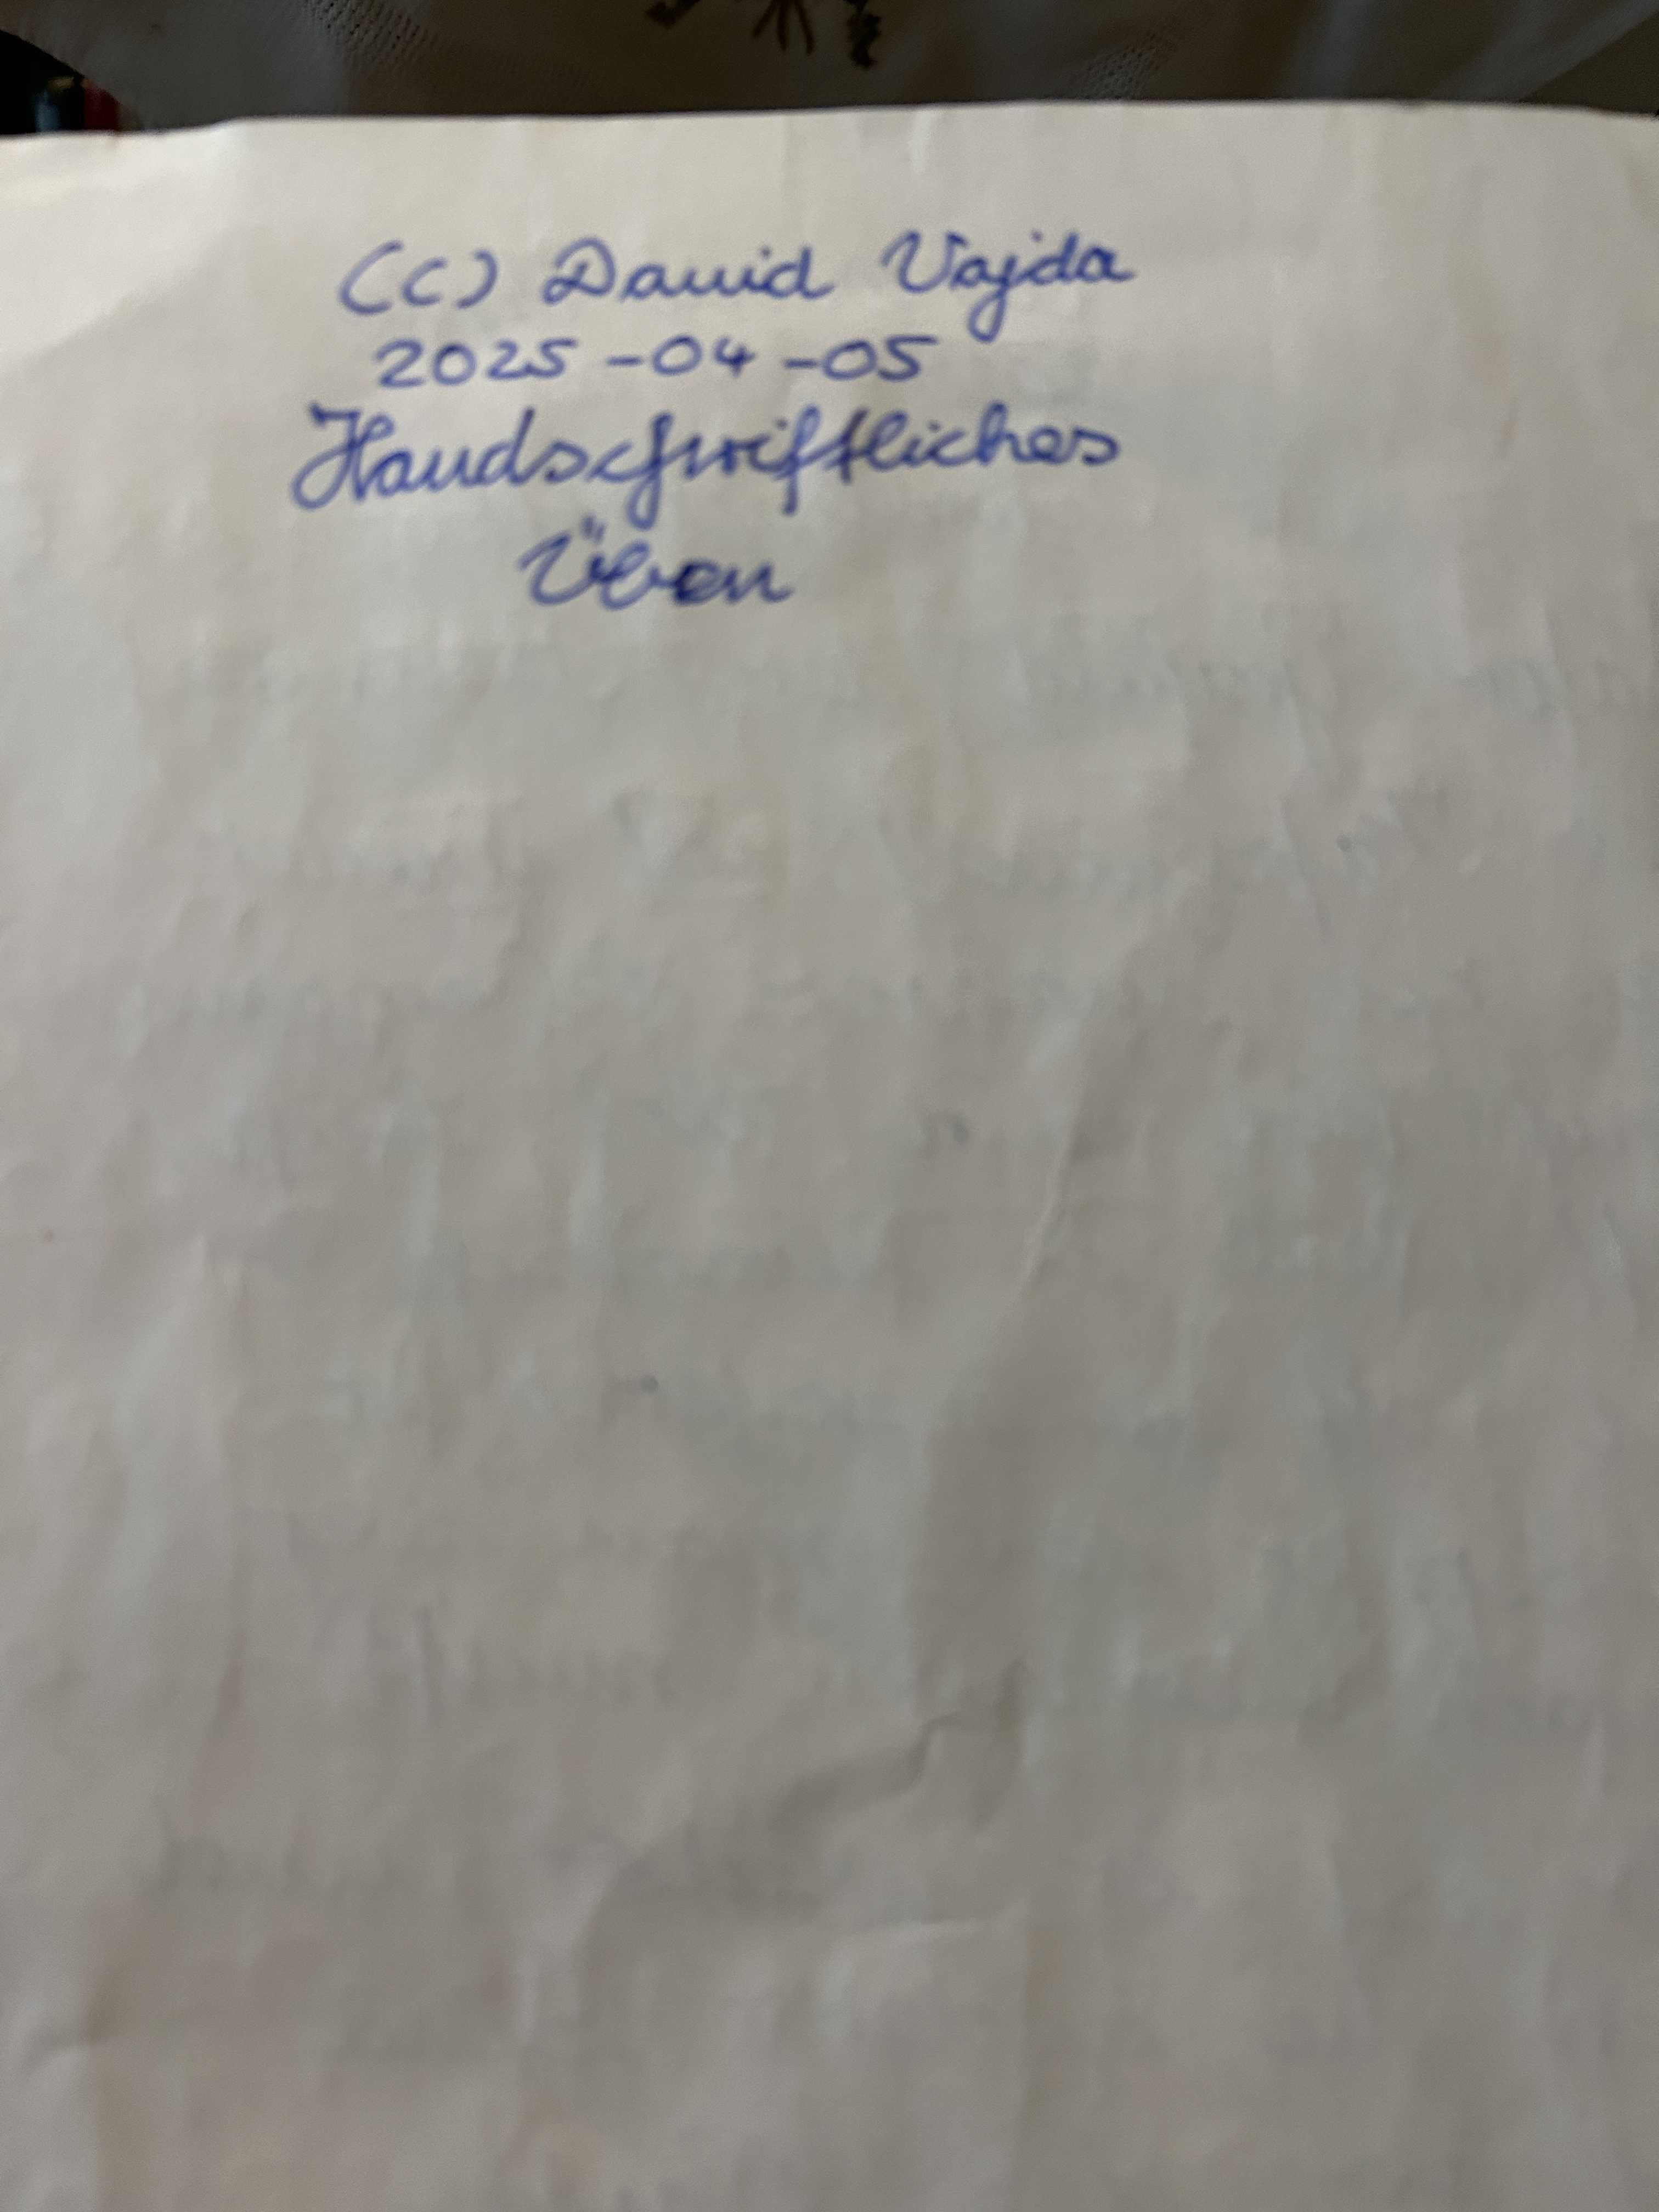 (C) David Vajda
2025-04-05
Handschriftliches
Üben